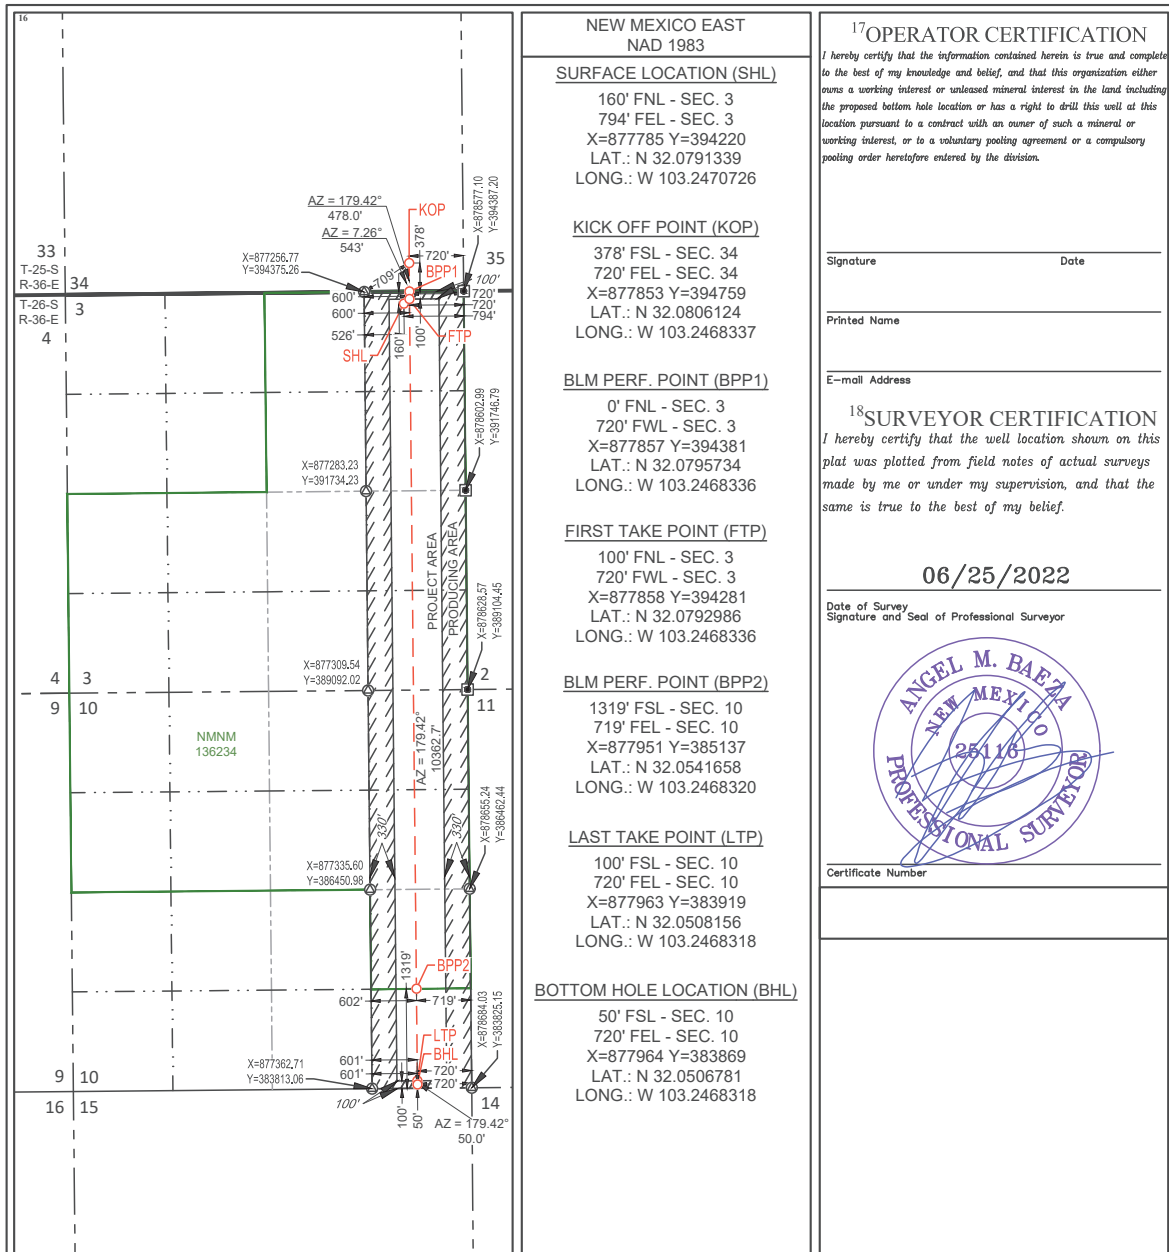 16
AZ = 179.42°
478.0'
AZ = 7.26°
543'
KOP
378'
720'
X=878577.10
Y=394387.20
X=877256.77
Y=394375.26
709'
BPP1
100'
33
35
T-25-S
R-36-E
34
T-26-S
R-36-E
3
4
600'
720'
720'
600'
794'
526'
160'
100'
FTP
SHL
X=878602.99
Y=391746.79
X=877283.23
Y=391734.23
PROJECT AREA
PRODUCING AREA
X=878628.57
Y=389104.45
X=877309.54
Y=389092.02
4
3
2
9
10
11
NMNM
136234
AZ = 179.42°
10362.7'
330'
330'
X=878655.24
Y=386462.44
X=877335.60
Y=386450.98
1319'
BPP2
602'
719'
X=878684.03
Y=383825.15
LTP
BHL
601'
720'
601'
720'
X=877362.71
Y=383813.06
9
10
16
15
14
100'
100'
50'
AZ = 179.42°
50.0'
NEW MEXICO EAST
NAD 1983
SURFACE LOCATION (SHL)
160' FNL - SEC. 3
794' FEL - SEC. 3
X=877785 Y=394220
LAT.: N 32.0791339
LONG.: W 103.2470726
KICK OFF POINT (KOP)
378' FSL - SEC. 34
720' FEL - SEC. 34
X=877853 Y=394759
LAT.: N 32.0806124
LONG.: W 103.2468337
BLM PERF. POINT (BPP1)
0' FNL - SEC. 3
720' FWL - SEC. 3
X=877857 Y=394381
LAT.: N 32.0795734
LONG.: W 103.2468336
FIRST TAKE POINT (FTP)
100' FNL - SEC. 3
720' FWL - SEC. 3
X=877858 Y=394281
LAT.: N 32.0792986
LONG.: W 103.2468336
BLM PERF. POINT (BPP2)
1319' FSL - SEC. 10
719' FEL - SEC. 10
X=877951 Y=385137
LAT.: N 32.0541658
LONG.: W 103.2468320
LAST TAKE POINT (LTP)
100' FSL - SEC. 10
720' FEL - SEC. 10
X=877963 Y=383919
LAT.: N 32.0508156
LONG.: W 103.2468318
BOTTOM HOLE LOCATION (BHL)
50' FSL - SEC. 10
720' FEL - SEC. 10
X=877964 Y=383869
LAT.: N 32.0506781
LONG.: W 103.2468318
17 OPERATOR CERTIFICATION
I hereby certify that the information contained herein is true and complete
to the best of my knowledge and belief, and that this organization either
owns a working interest or unleased mineral interest in the land including
the proposed bottom hole location or has a right to drill this well at this
location pursuant to a contract with an owner of such a mineral or
working interest, or to a voluntary pooling agreement or a compulsory
pooling order heretofore entered by the division.
Signature Date
Printed Name
E-mail Address
18 SURVEYOR CERTIFICATION
I hereby certify that the well location shown on this
plat was plotted from field notes of actual surveys
made by me or under my supervision, and that the
same is true to the best of my belief.
06/25/2022
Date of Survey
Signature and Seal of Professional Surveyor
ANGEL M. BAEZA
NEW MEXICO
25116
PROFESSIONAL SURVEYOR
Certificate Number